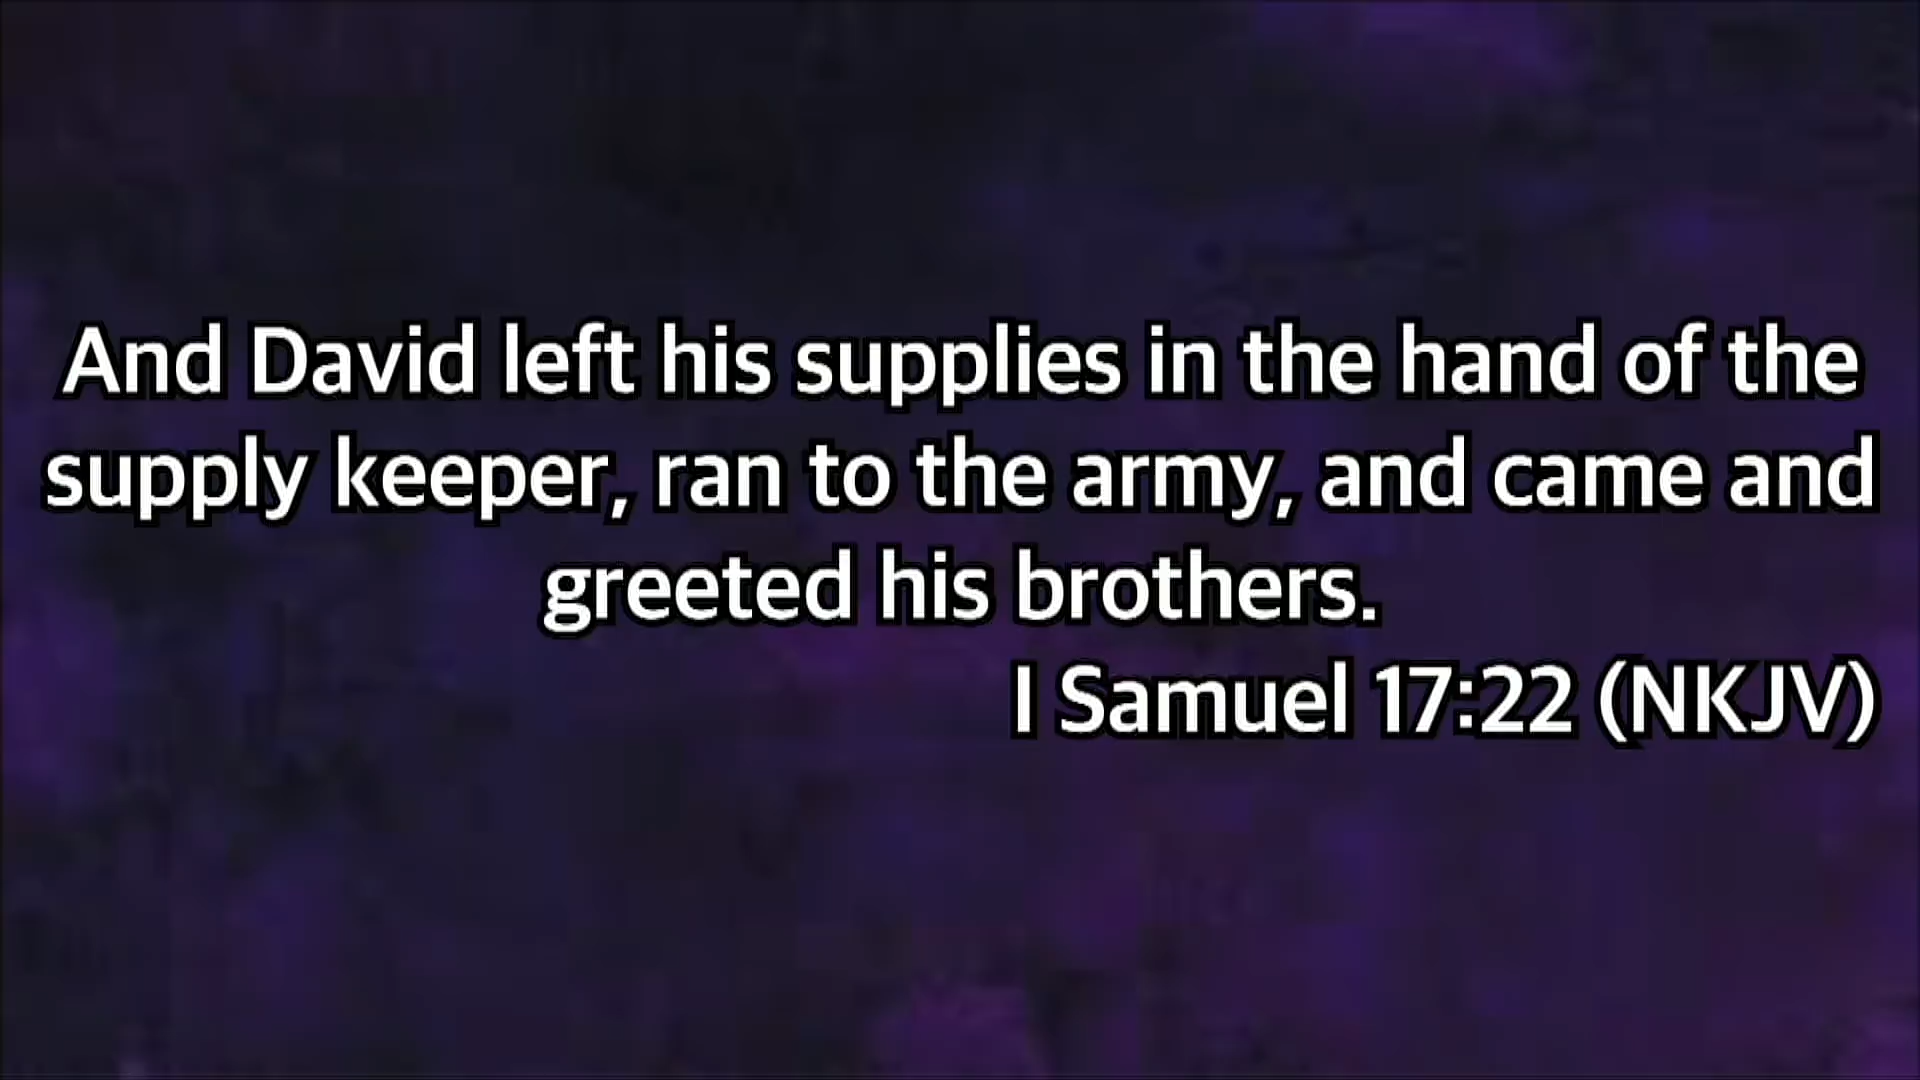 And David left his supplies in the hand of the
supply keeper, ran to the army, and came and
greeted his brothers.
I Samuel 17:22 (NKJV)